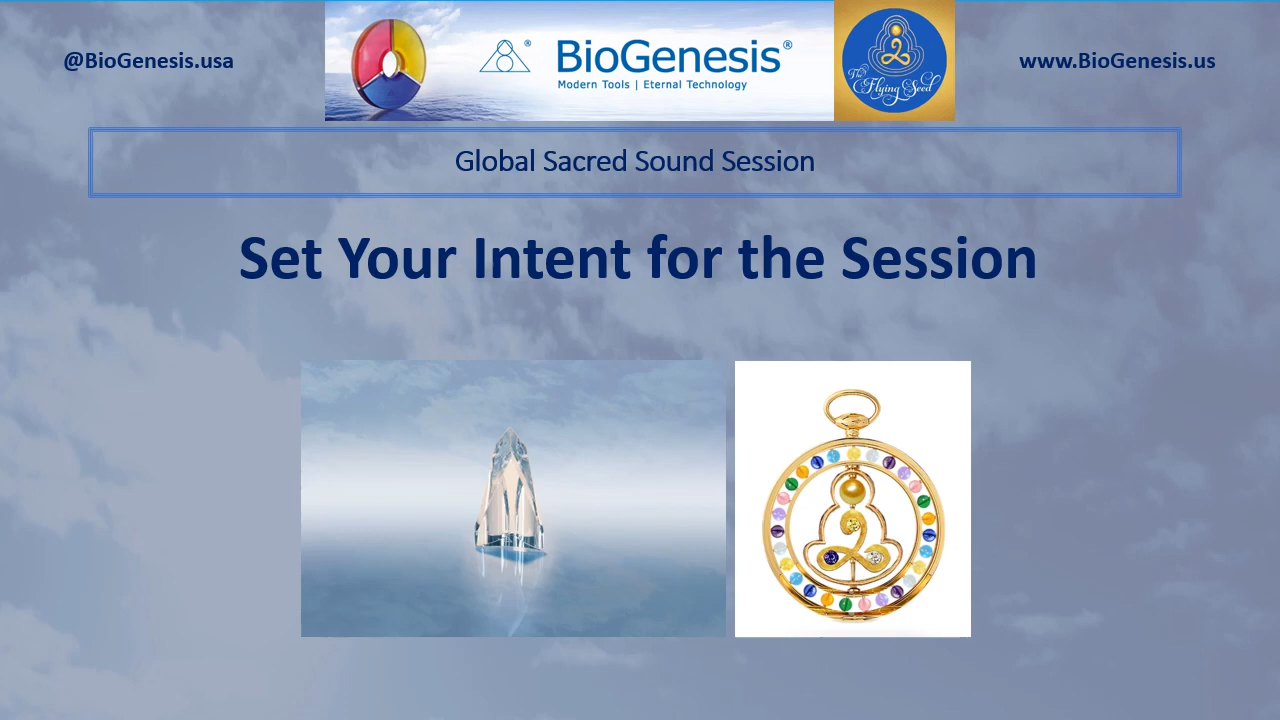 @BioGenesis.usa
BioGenesis®
Modern Tools | Eternal Technology
The Flying Seed
www.BioGenesis.us
Global Sacred Sound Session
Set Your Intent for the Session